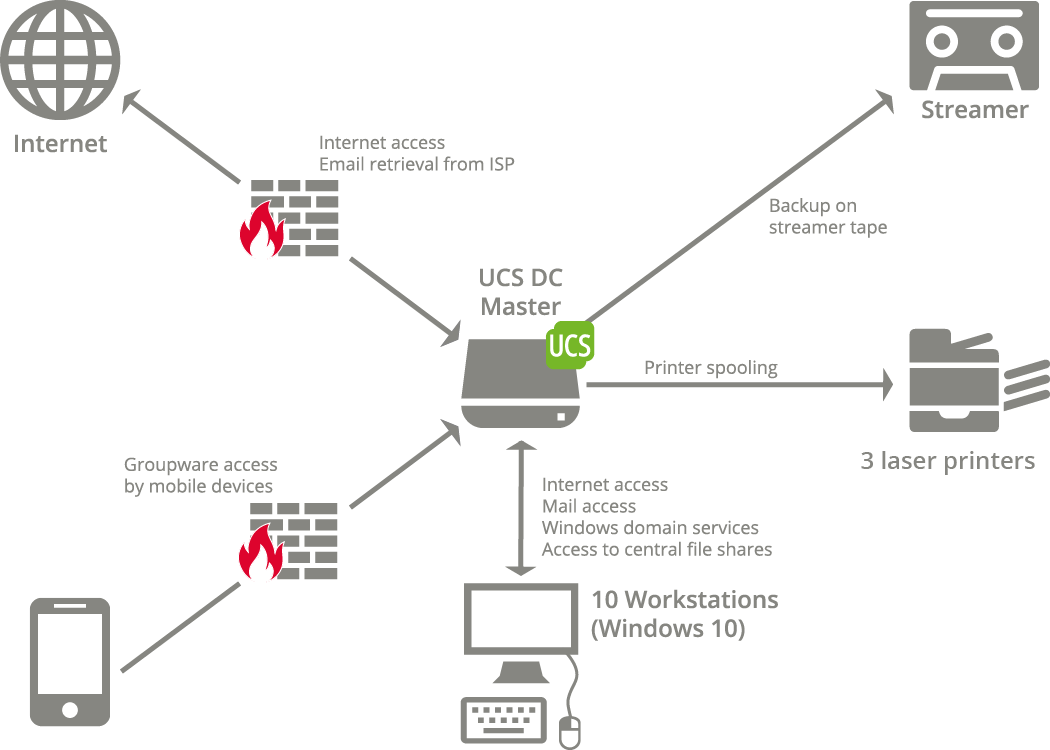 Internet
Internet access
Email retrieval from ISP
Streamer
Backup on
streamer tape
UCS DC
Master
UCS
Printer spooling
3 laser printers
Groupware access
by mobile devices
Internet access
Mail access
Windows domain services
Access to central file shares
10 Workstations
(Windows 10)